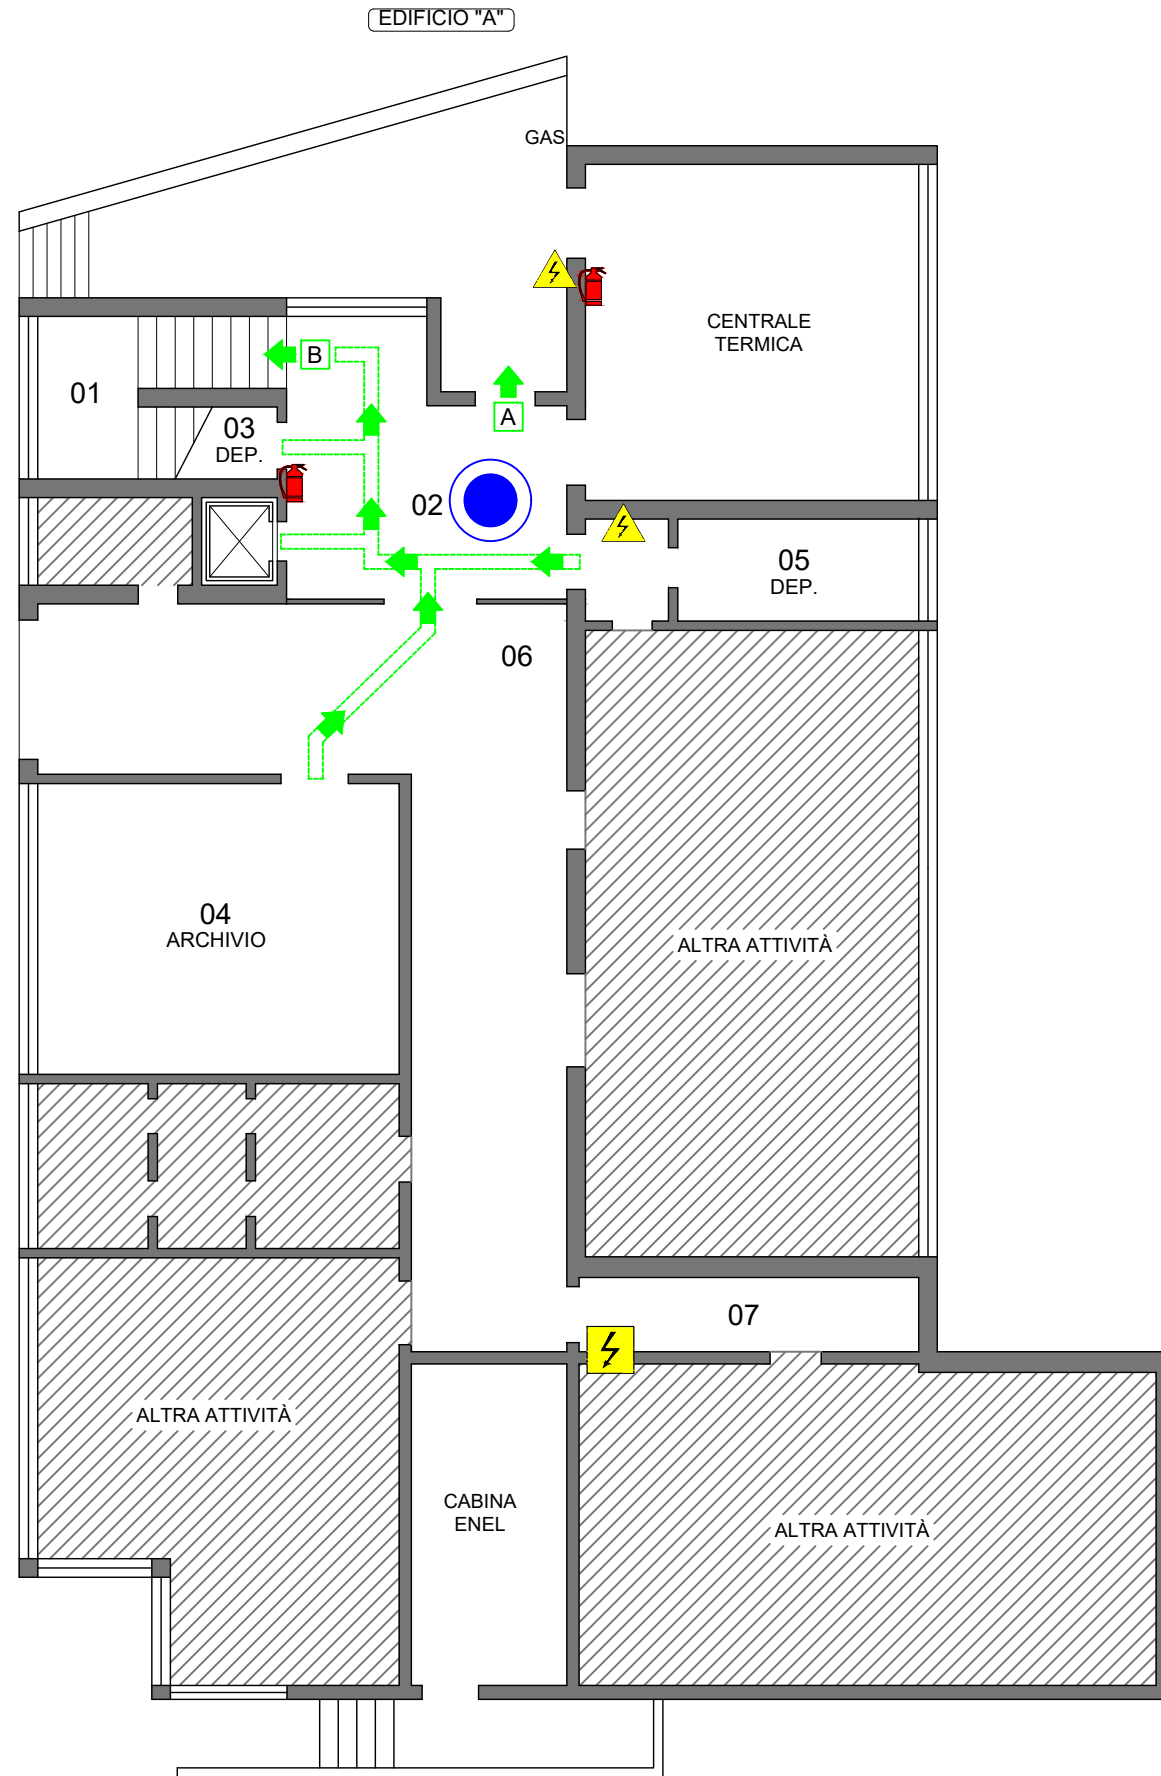 EDIFICIO "A"
GAS
CENTRALE
TERMICA
B
01
A
03
DEP.
02
05
DEP.
06
04
ARCHIVIO
ALTRA ATTIVITÀ
07
ALTRA ATTIVITÀ
CABINA
ENEL
ALTRA ATTIVITÀ